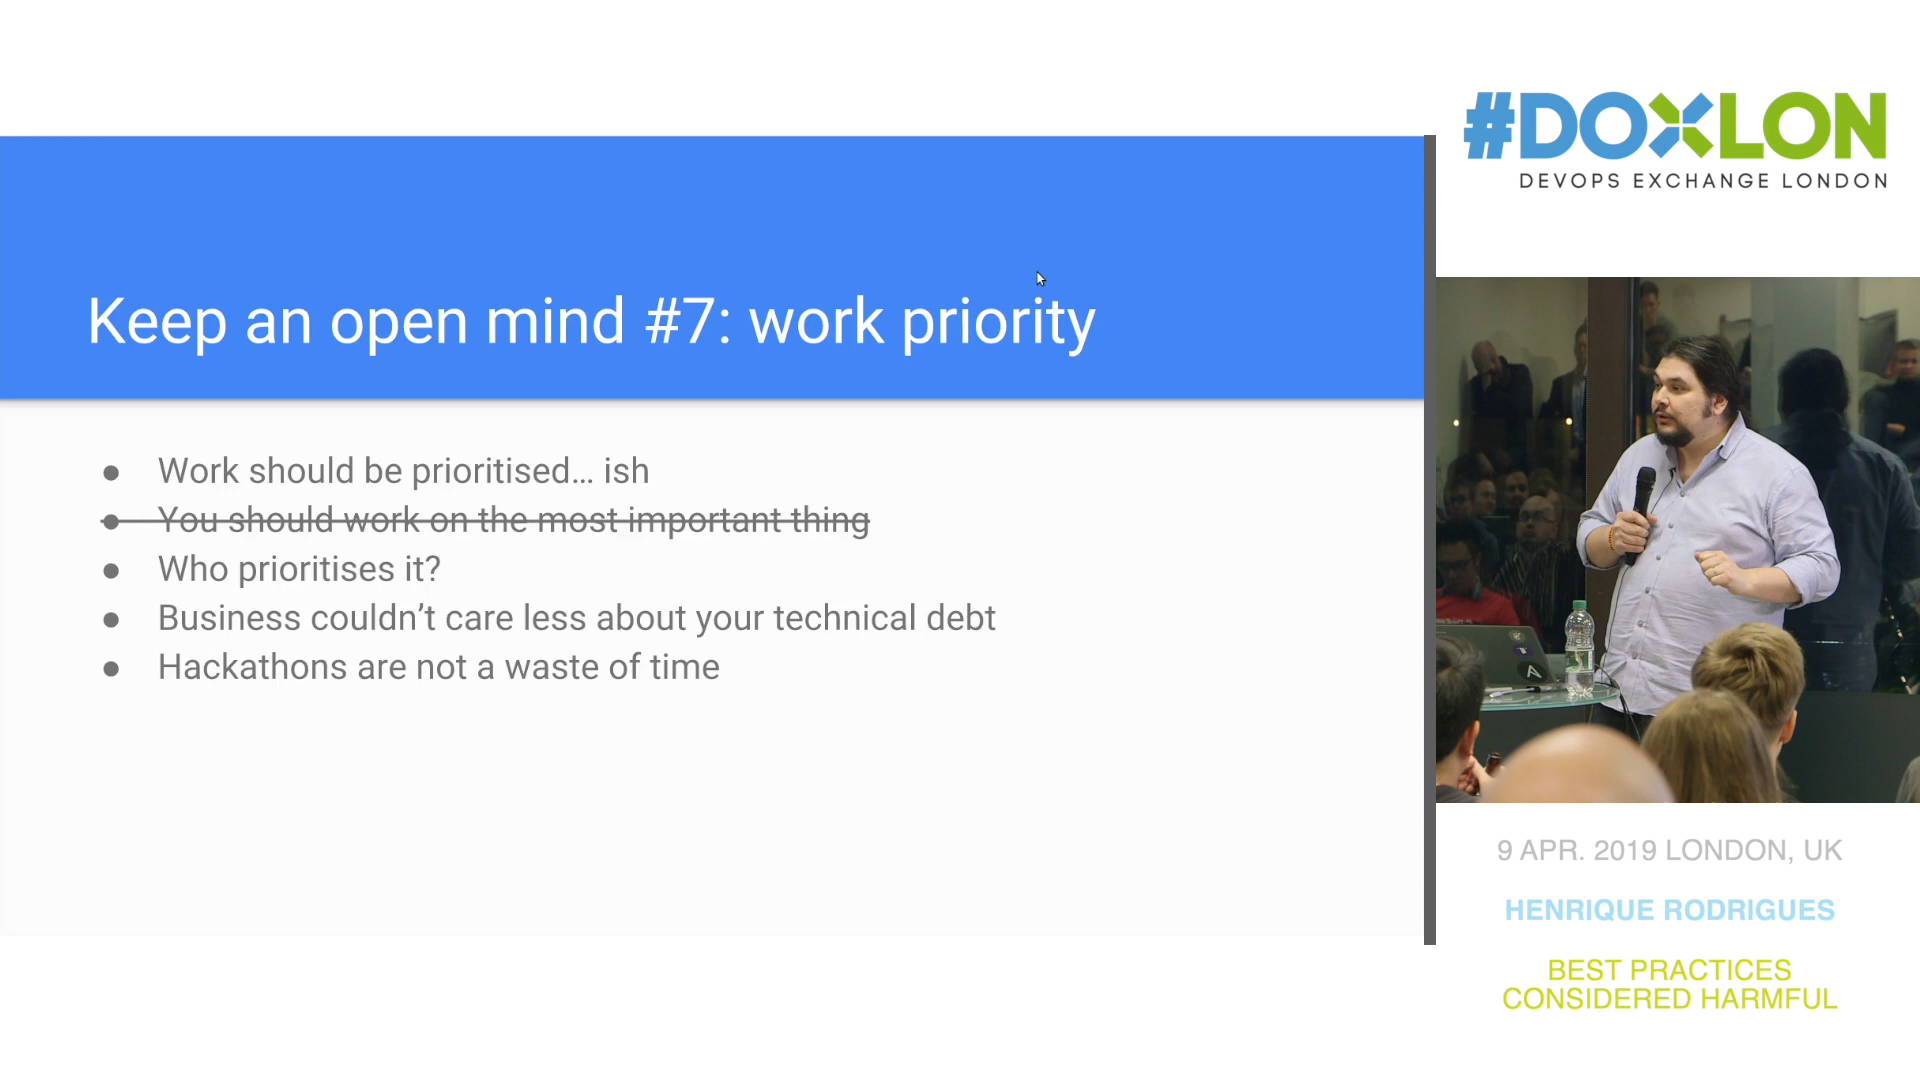 #DOXLON
DEVOPS EXCHANGE LONDON
Keep an open mind #7: work priority
● Work should be prioritised... ish
● You should work on the most important thing
● Who prioritises it?
● Business couldn’t care less about your technical debt
● Hackathons are not a waste of time
9 APR. 2019 LONDON, UK
HENRIQUE RODRIGUES
BEST PRACTICES
CONSIDERED HARMFUL